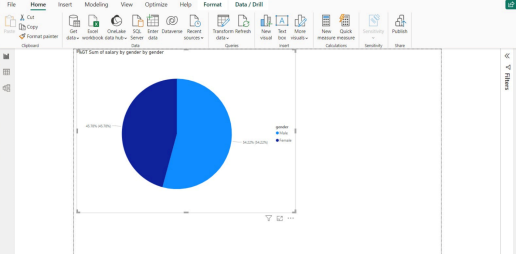 File Home Insert Modeling View Optimize Help Format Data / Drill
Paste
Cut
Copy
Format painter
Clipboard
Get data
Excel workbook
OneLake data hub
SQL Server
Enter data
Dataverse
Recent sources
Transform data
Refresh
Queries
New visual
Text box
More visuals
Insert
New measure
Quick measure
Calculations
Sensitivity
Sensitivity
Publish
Share
%GT Sum of salary by gender by gender
gender
Male
Female
Filters